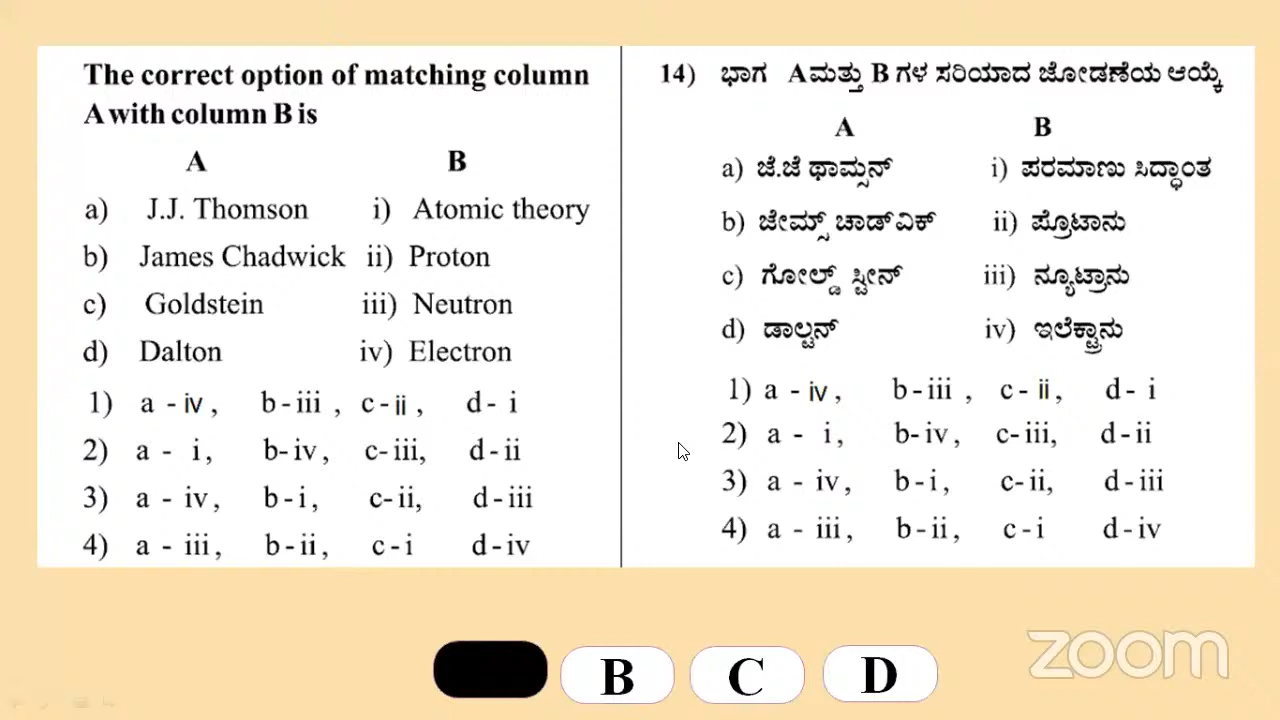 The correct option of matching column
A with column B is
A B
a) J.J. Thomson i) Atomic theory
b) James Chadwick ii) Proton
c) Goldstein iii) Neutron
d) Dalton iv) Electron
1) a - iv , b - iii , c - ii , d - i
2) a - i, b- iv, c- iii, d - ii
3) a - iv, b - i, c- ii, d - iii
4) a - iii, b - ii, c - i d - iv
14) ಭಾಗ A ಮತ್ತು B ಗಳ ಸರಿಯಾದ ಜೋಡಣೆಯ ಆಯ್ಕೆ
A B
a) ಜೆ.ಜೆ ಥಾಮ್ಸನ್ i) ಪರಮಾಣು ಸಿದ್ಧಾಂತ
b) ಜೇಮ್ಸ್ ಚಾಡ್‌ವಿಕ್ ii) ಪ್ರೊಟಾನು
c) ಗೋಲ್ಡ್ ಸ್ಟೀನ್ iii) ನ್ಯೂಟ್ರಾನು
d) ಡಾಲ್ಟನ್ iv) ಇಲೆಕ್ಟ್ರಾನು
1) a - iv , b - iii , c - ii , d - i
2) a - i, b- iv, c- iii, d - ii
3) a - iv, b - i, c- ii, d - iii
4) a - iii, b - ii, c - i d - iv
B C D
zoom